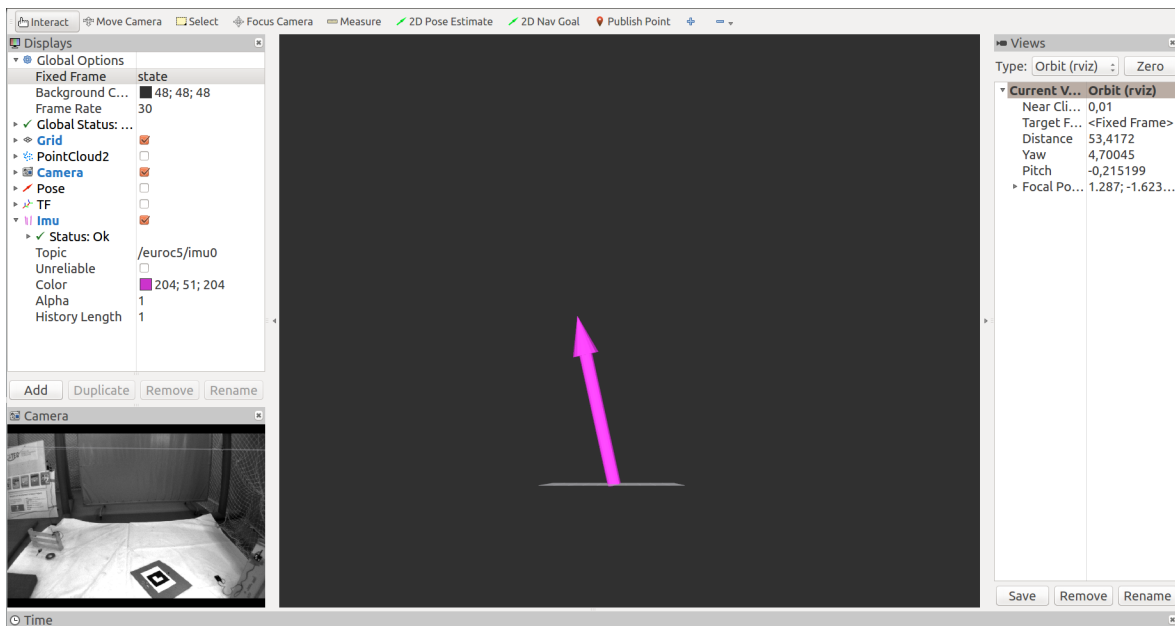 Interact Move Camera Select Focus Camera Measure 2D Pose Estimate 2D Nav Goal Publish Point
Displays
Global Options
Fixed Frame state
Background C... 48; 48; 48
Frame Rate 30
Global Status: ...
Grid
PointCloud2
Camera
Pose
TF
Imu
Status: Ok
Topic /euroc5/imu0
Unreliable
Color 204; 51; 204
Alpha 1
History Length 1
Add Duplicate Remove Rename
Camera
Views
Type: Orbit (rviz) Zero
Current V... Orbit (rviz)
Near Cli... 0,01
Target F... <Fixed Frame>
Distance 53,4172
Yaw 4,70045
Pitch -0,215199
Focal Po... 1.287; -1.623...
Save Remove Rename
Time